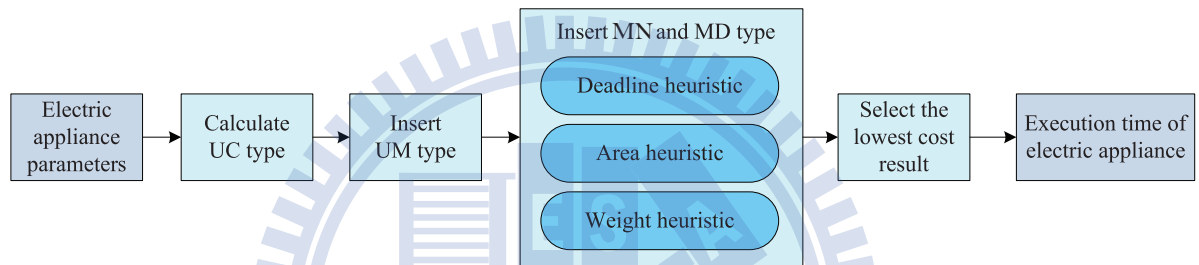 Electric
appliance
parameters
Calculate
UC type
Insert
UM type
Insert MN and MD type
Deadline heuristic
Area heuristic
Weight heuristic
Select the
lowest cost
result
Execution time of
electric appliance
E S A